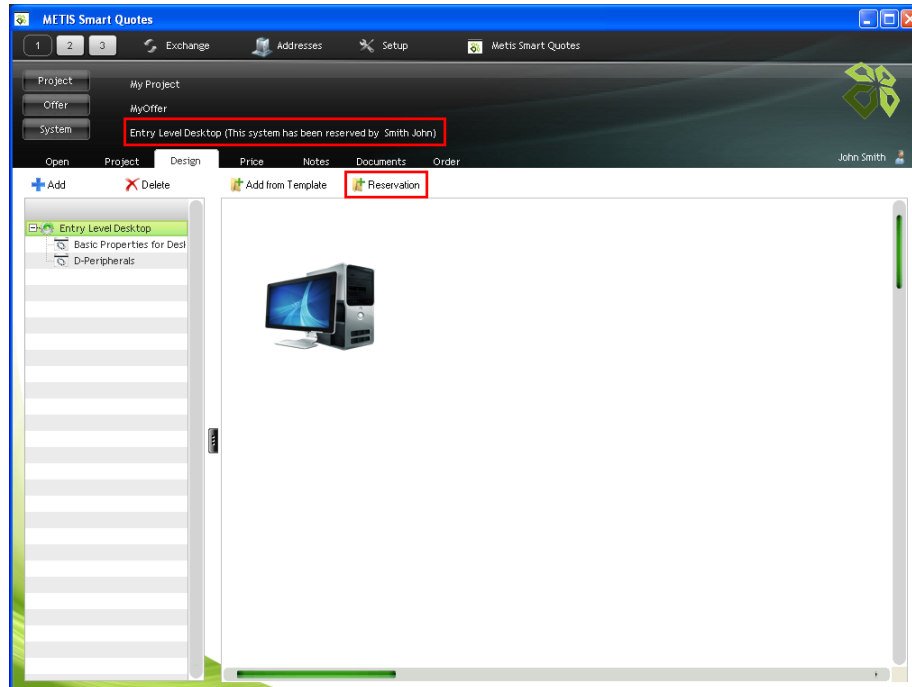 METIS Smart Quotes
1 2 3 Exchange Addresses Setup Metis Smart Quotes
Project My Project
Offer MyOffer
System Entry Level Desktop (This system has been reserved by Smith John)
Open Project Design Price Notes Documents Order John Smith
Add Delete Add from Template Reservation
Entry Level Desktop
Basic Properties for Desk
D-Peripherals